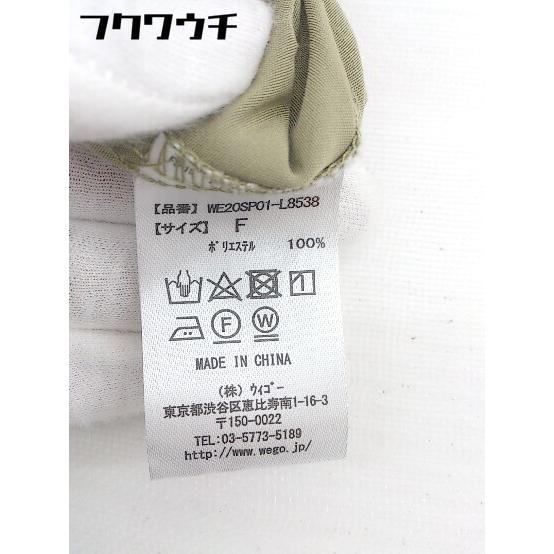 フクワウチ
【品番】 WE20SP01-L8538
【サイズ】 F
ﾎﾟﾘｴｽﾃﾙ 100%
F W
MADE IN CHINA
(株) ｳｨｺﾞｰ
東京都渋谷区恵比寿南1-16-3
〒150-0022
TEL:03-5773-5189
http://www.wego.jp/